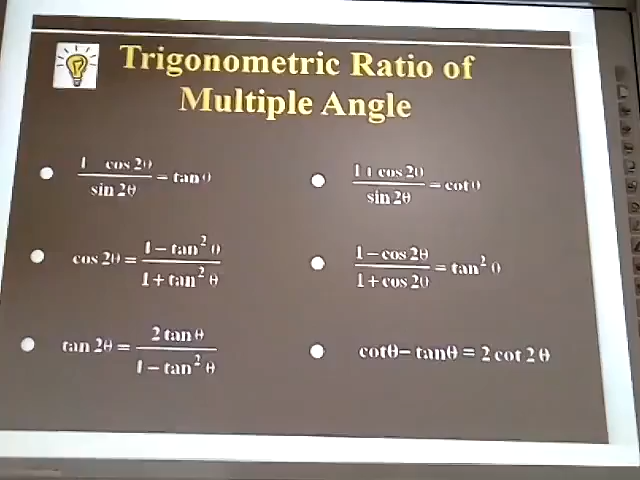 Trigonometric Ratio of
Multiple Angle
(1 - cos 2θ) / sin 2θ = tan θ
(1 + cos 2θ) / sin 2θ = cot θ
cos 2θ = (1 - tan² θ) / (1 + tan² θ)
(1 - cos 2θ) / (1 + cos 2θ) = tan² θ
tan 2θ = 2 tan θ / (1 - tan² θ)
cotθ - tanθ = 2 cot 2θ